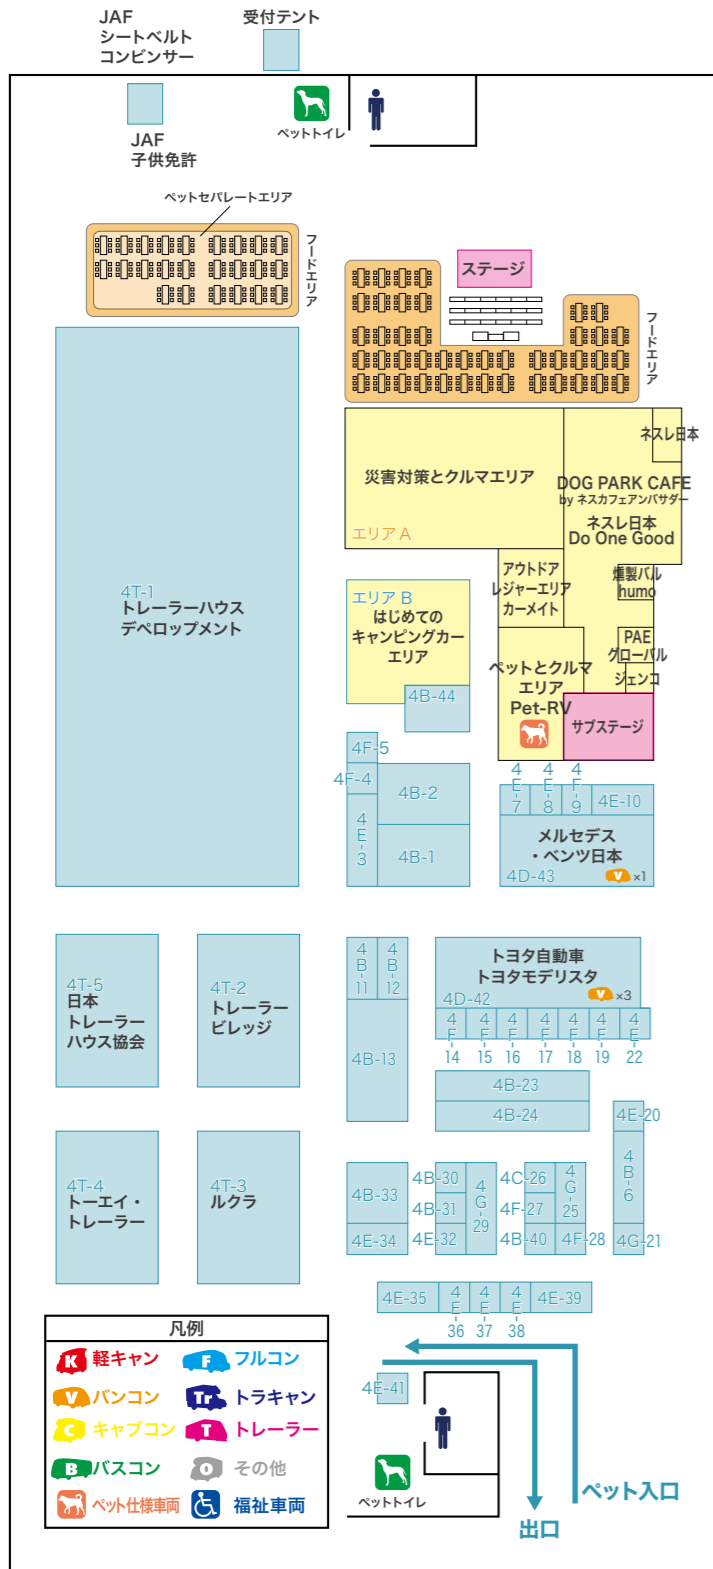 JAF
シートベルト
コンビンサー
受付テント
JAF
子供免許
ペットトイレ
ペットセパレートエリア
フードエリア
ステージ
フードエリア
災害対策とクルマエリア
エリア A
ネスレ日本
DOG PARK CAFE
by ネスカフェアンバサダー
ネスレ日本
Do One Good
アウトドア
レジャーエリア
カーメイト
燻製バル
humo
PAE
グローバル
ジェンコ
エリア B
はじめての
キャンピングカー
エリア
4B-44
ペットとクルマ
エリア
Pet-RV
サブステージ
4T-1
トレーラーハウス
デベロップメント
4F-5
4F-4
4E-3
4B-2
4B-1
4E-7
4E-8
4F-9
4E-10
メルセデス
・ベンツ日本
4D-43
V ×1
4T-5
日本
トレーラー
ハウス協会
4T-2
トレーラー
ビレッジ
4B-11
4B-12
4B-13
トヨタ自動車
トヨタモデリスタ
4D-42
V ×3
4F-14
4F-15
4F-16
4F-17
4F-18
4F-19
4E-22
4B-23
4B-24
4E-20
4B-6
4G-21
4T-4
トーエイ・
トレーラー
4T-3
ルクラ
4B-33
4E-34
4B-30
4B-31
4E-32
4G-29
4C-26
4F-27
4B-40
4G-25
4F-28
4E-35
4E-36
4E-37
4E-38
4E-39
4E-41
ペットトイレ
ペット入口
出口
凡例
K 軽キャン
F フルコン
V バンコン
Tr トラキャン
C キャブコン
T トレーラー
B バスコン
O その他
ペット仕様車両
福祉車両